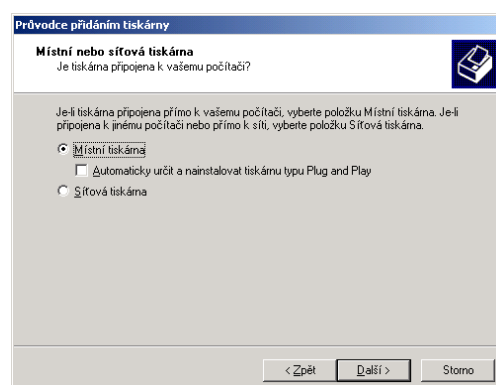 Průvodce přidáním tiskárny
Místní nebo síťová tiskárna
Je tiskárna připojena k vašemu počítači?
Je-li tiskárna připojena přímo k vašemu počítači, vyberte položku Místní tiskárna. Je-li
připojena k jinému počítači nebo přímo k síti, vyberte položku Síťová tiskárna.
Místní tiskárna
Automaticky určit a nainstalovat tiskárnu typu Plug and Play
Síťová tiskárna
< Zpět Další > Storno